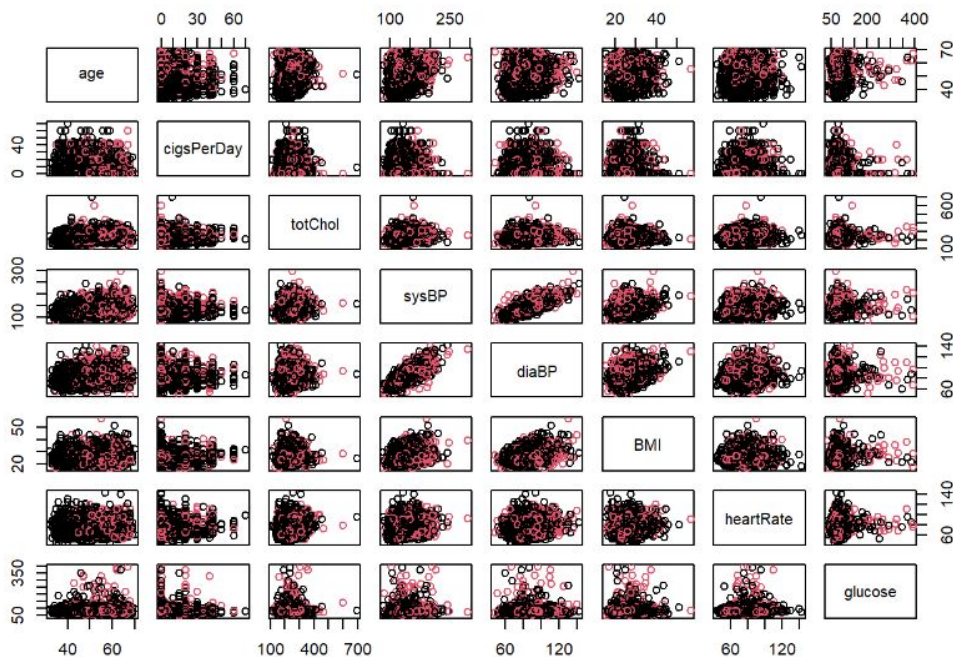 0 30 60 100 250 20 40 50 200 400
age 40 70
0 40 cigsPerDay
totChol 100 600
100 300 sysBP
diaBP 60 140
20 50 BMI
heartRate 60 140
50 350 glucose
40 60 100 400 700 60 120 60 120